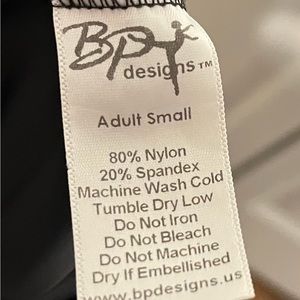 BP
designs™
Adult Small
80% Nylon
20% Spandex
Machine Wash Cold
Tumble Dry Low
Do Not Iron
Do Not Bleach
Do Not Machine
Dry If Embellished
www.bpdesigns.us